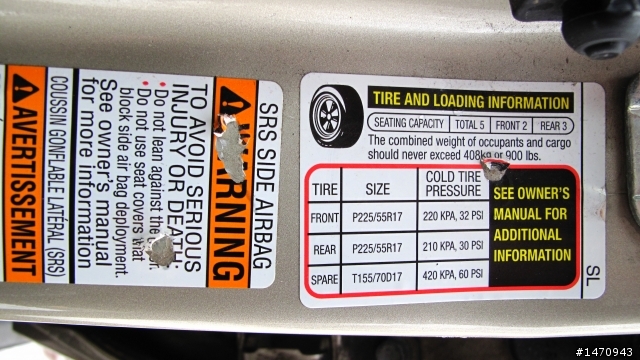 TIRE AND LOADING INFORMATION
SEATING CAPACITY TOTAL 5 FRONT 2 REAR 3
The combined weight of occupants and cargo
should never exceed 408kg or 900 lbs.
TIRE SIZE COLD TIRE PRESSURE
FRONT P225/55R17 220 KPA, 32 PSI
REAR P225/55R17 210 KPA, 30 PSI
SPARE T155/70D17 420 KPA, 60 PSI
SEE OWNER'S
MANUAL FOR
ADDITIONAL
INFORMATION
SL
SRS SIDE AIRBAG
WARNING
TO AVOID SERIOUS
INJURY OR DEATH:
• Do not lean against the
• Do not use seat covers that
block side air bag deployment.
See owner's manual
for more information
COUSSIN GONFLABLE LATÉRAL (SRS)
AVERTISSEMENT
#1470943